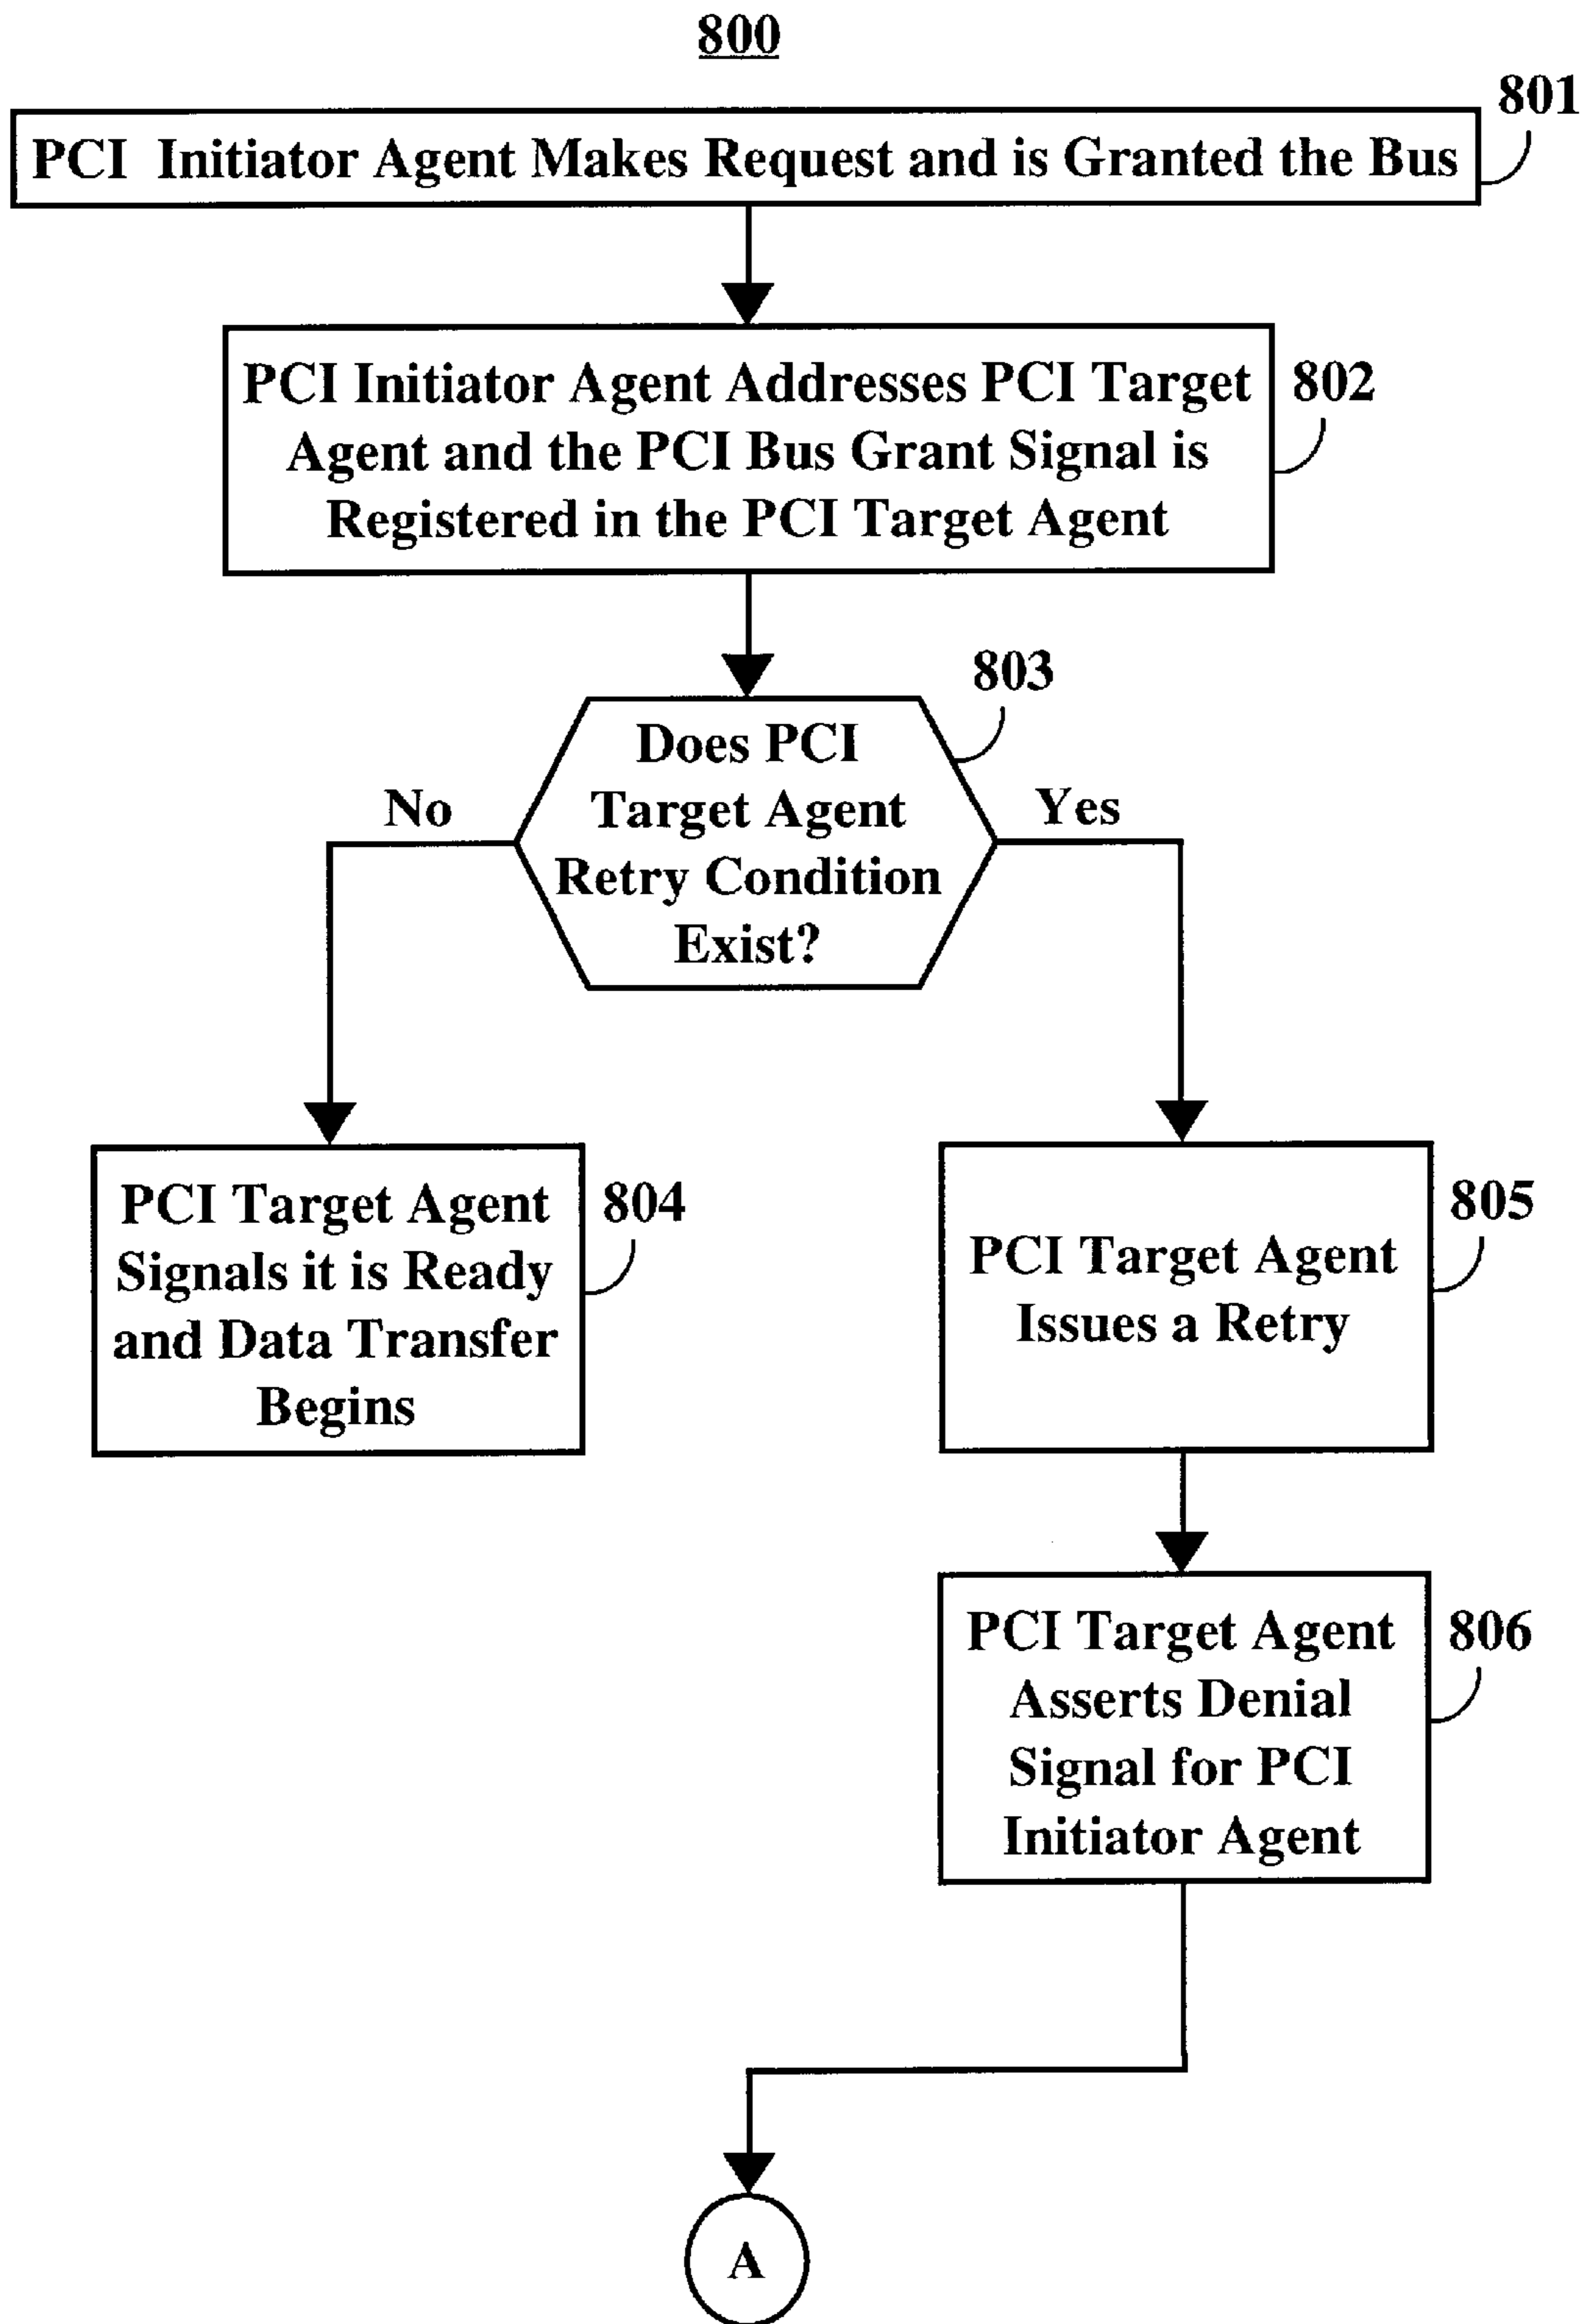 800
801
PCI Initiator Agent Makes Request and is Granted the Bus
PCI Initiator Agent Addresses PCI Target
Agent and the PCI Bus Grant Signal is
Registered in the PCI Target Agent
802
803
Does PCI
Target Agent
Retry Condition
Exist?
No
Yes
PCI Target Agent
Signals it is Ready
and Data Transfer
Begins
804
PCI Target Agent
Issues a Retry
805
PCI Target Agent
Asserts Denial
Signal for PCI
Initiator Agent
806
A